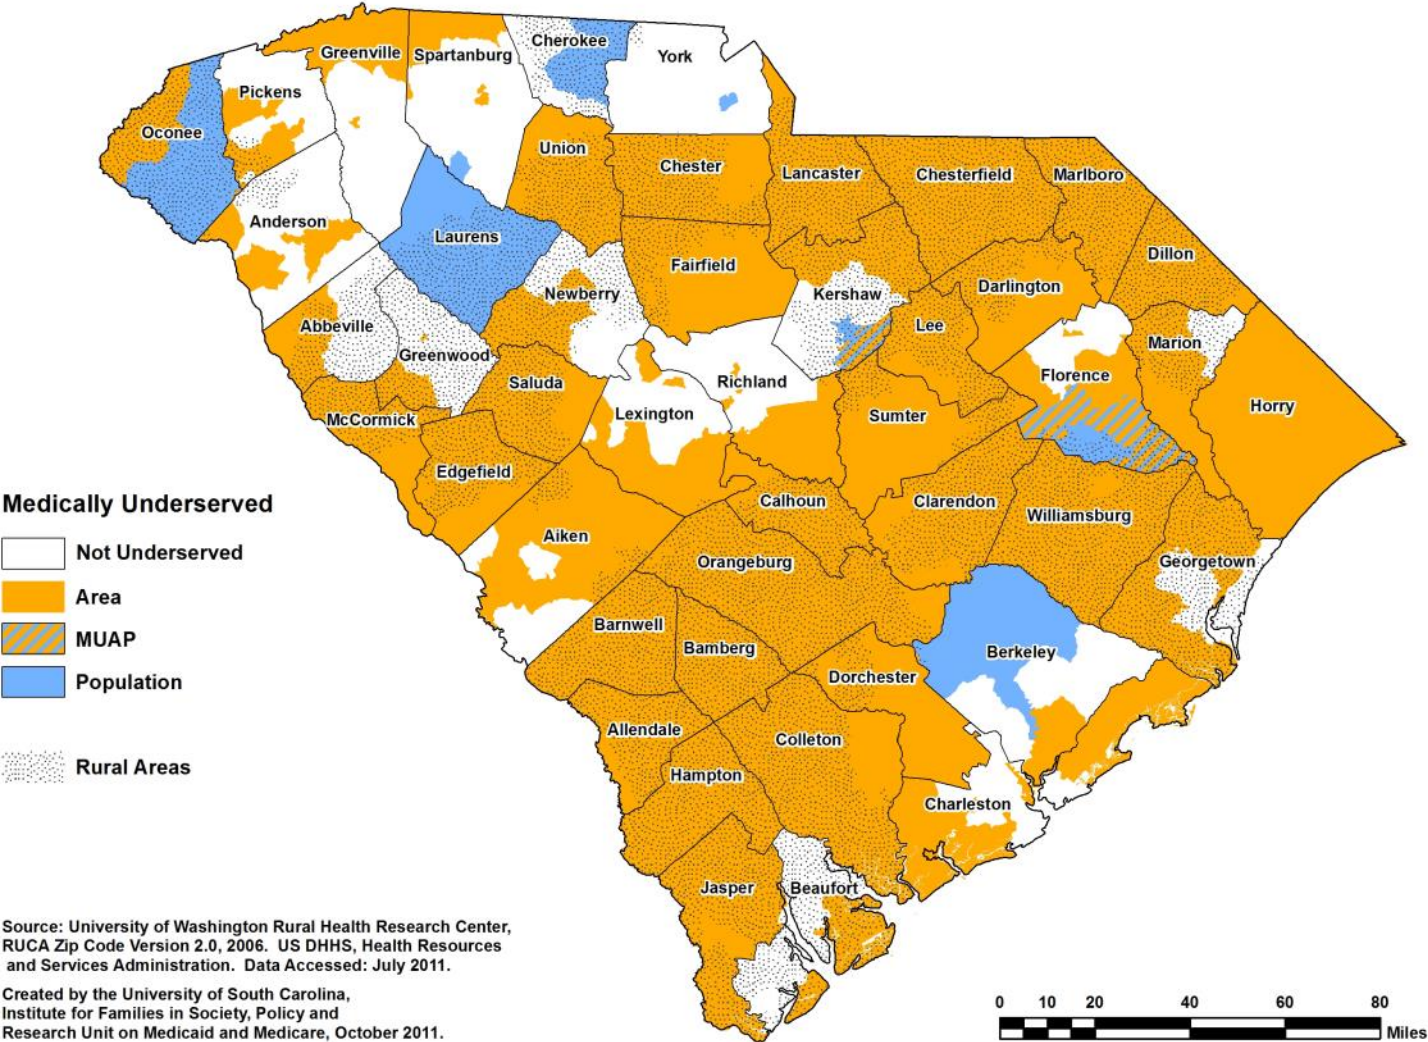 Cherokee
Greenville
Spartanburg
York
Pickens
Oconee
Union
Chester
Lancaster
Chesterfield
Marlboro
Anderson
Laurens
Dillon
Fairfield
Newberry
Kershaw
Darlington
Abbeville
Lee
Marion
Greenwood
Saluda
Richland
Florence
Horry
McCormick
Lexington
Sumter
Edgefield
Calhoun
Clarendon
Williamsburg
Aiken
Orangeburg
Georgetown
Barnwell
Bamberg
Berkeley
Dorchester
Allendale
Colleton
Hampton
Charleston
Jasper
Beaufort
Medically Underserved
Not Underserved
Area
MUAP
Population
Rural Areas
Source: University of Washington Rural Health Research Center,
RUCA Zip Code Version 2.0, 2006. US DHHS, Health Resources
and Services Administration. Data Accessed: July 2011.
Created by the University of South Carolina,
Institute for Families in Society, Policy and
Research Unit on Medicaid and Medicare, October 2011.
0 10 20 40 60 80
Miles